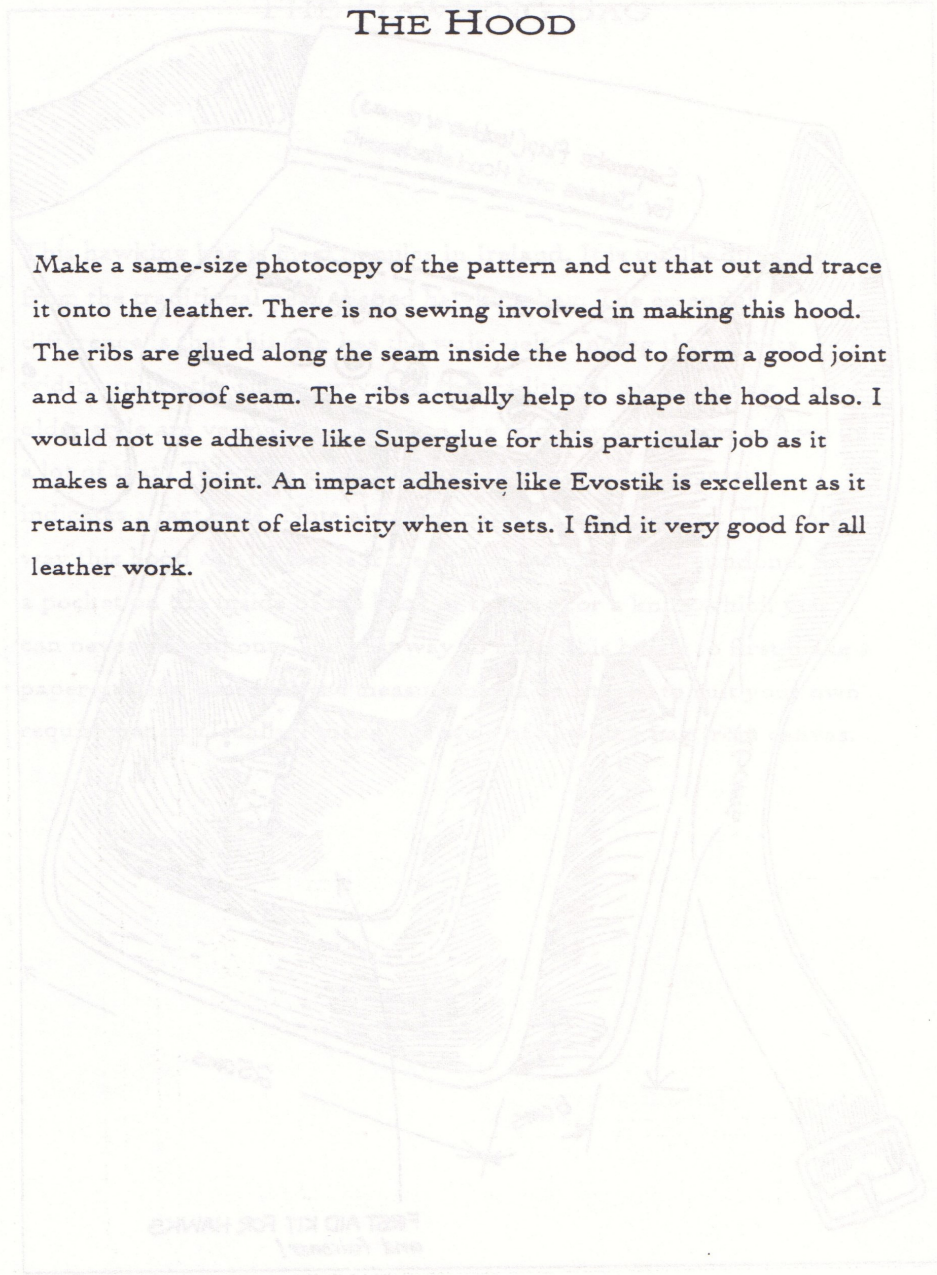 THE HOOD
Make a same-size photocopy of the pattern and cut that out and trace
it onto the leather. There is no sewing involved in making this hood.
The ribs are glued along the seam inside the hood to form a good joint
and a lightproof seam. The ribs actually help to shape the hood also. I
would not use adhesive like Superglue for this particular job as it
makes a hard joint. An impact adhesive like Evostik is excellent as it
retains an amount of elasticity when it sets. I find it very good for all
leather work.